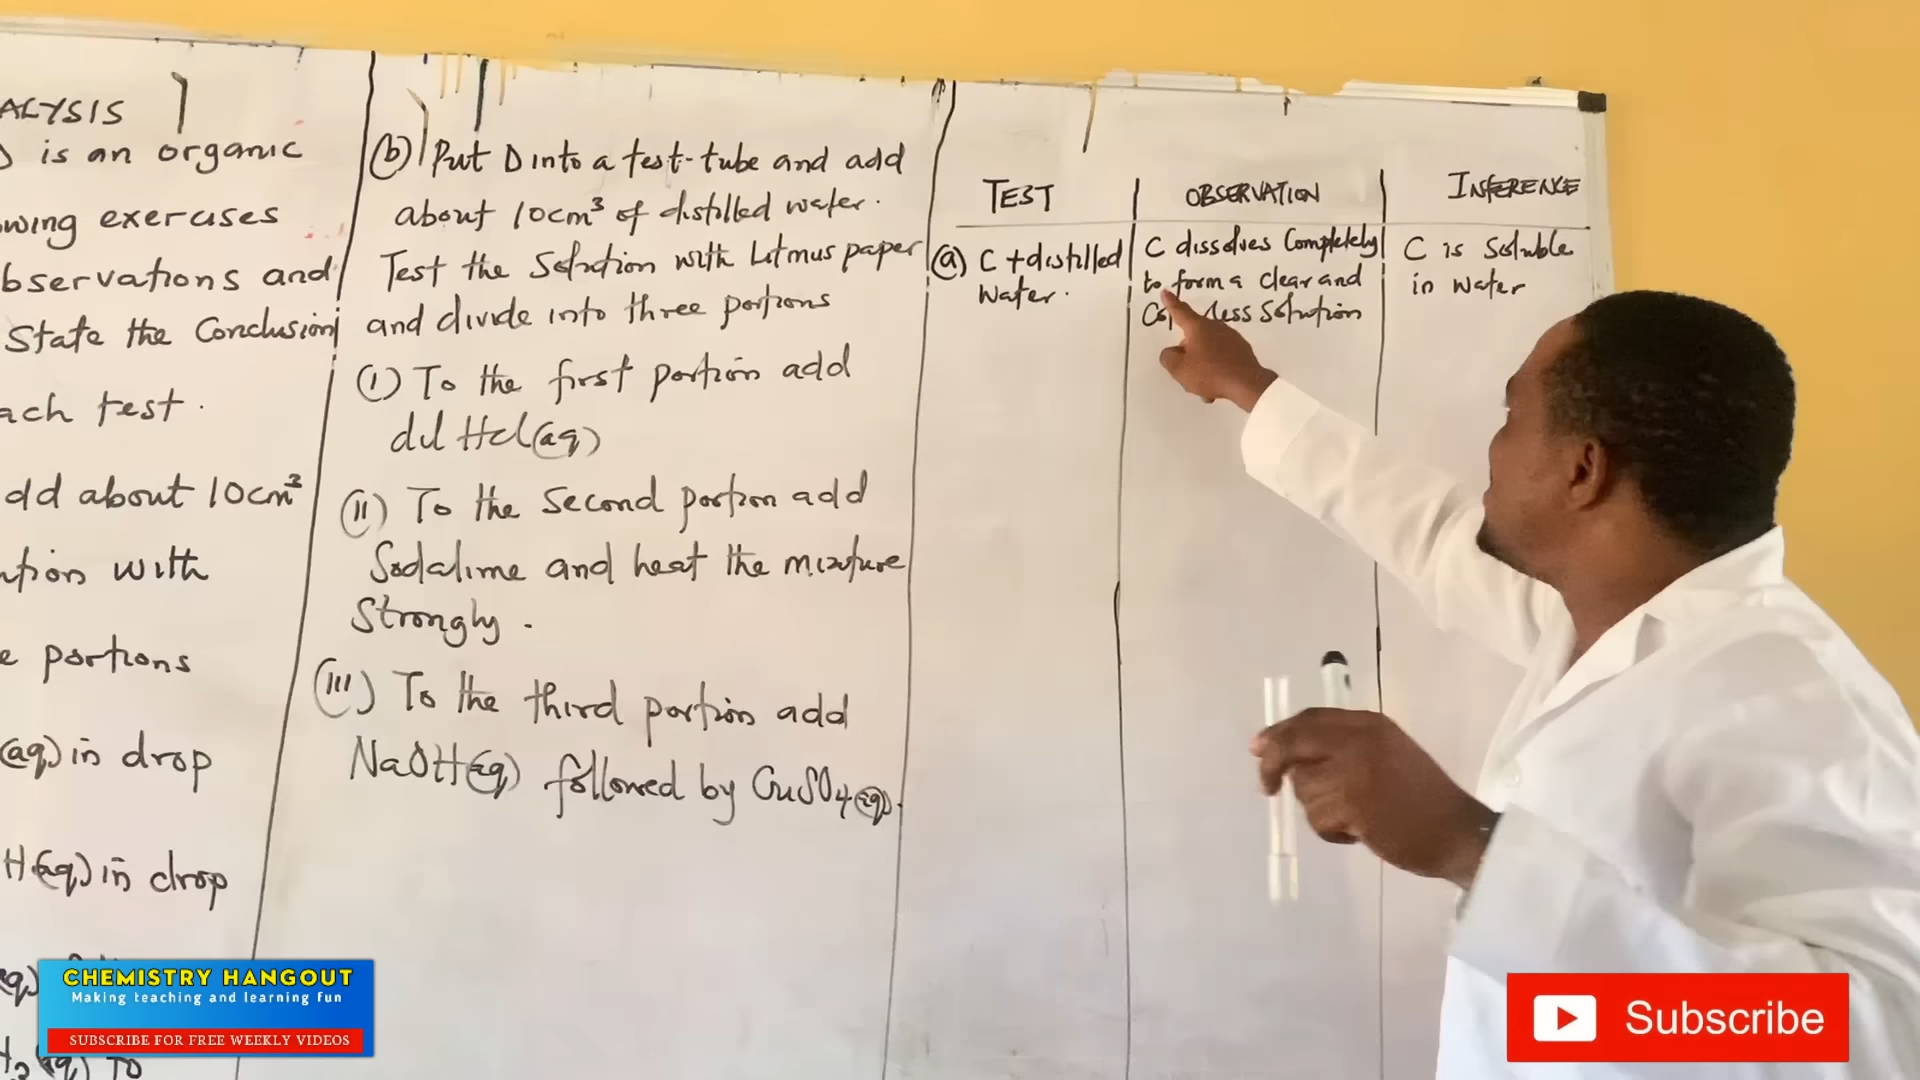 ALYSIS
is an organic
wing exercises
bservations and
State the Conclusion
ach test.
dd about 10cm³
ution with
e portions
(aq) in drop
H(aq) in drop
(b) Put D into a test-tube and add
about 10cm³ of distilled water.
Test the Solution with Litmus paper
and divide into three portions
(i) To the first portion add
dil HCl(aq)
(ii) To the Second portion add
Sodalime and heat the mixture
Strongly.
(iii) To the third portion add
NaOH(aq) followed by CuSO4(aq).
TEST
OBSERVATION
INFERENCE
(a) C + distilled
Water.
C dissolves Completely
to form a Clear and
less Solution
C is Soluble
in Water
CHEMISTRY HANGOUT
Making teaching and learning fun
SUBSCRIBE FOR FREE WEEKLY VIDEOS
Subscribe